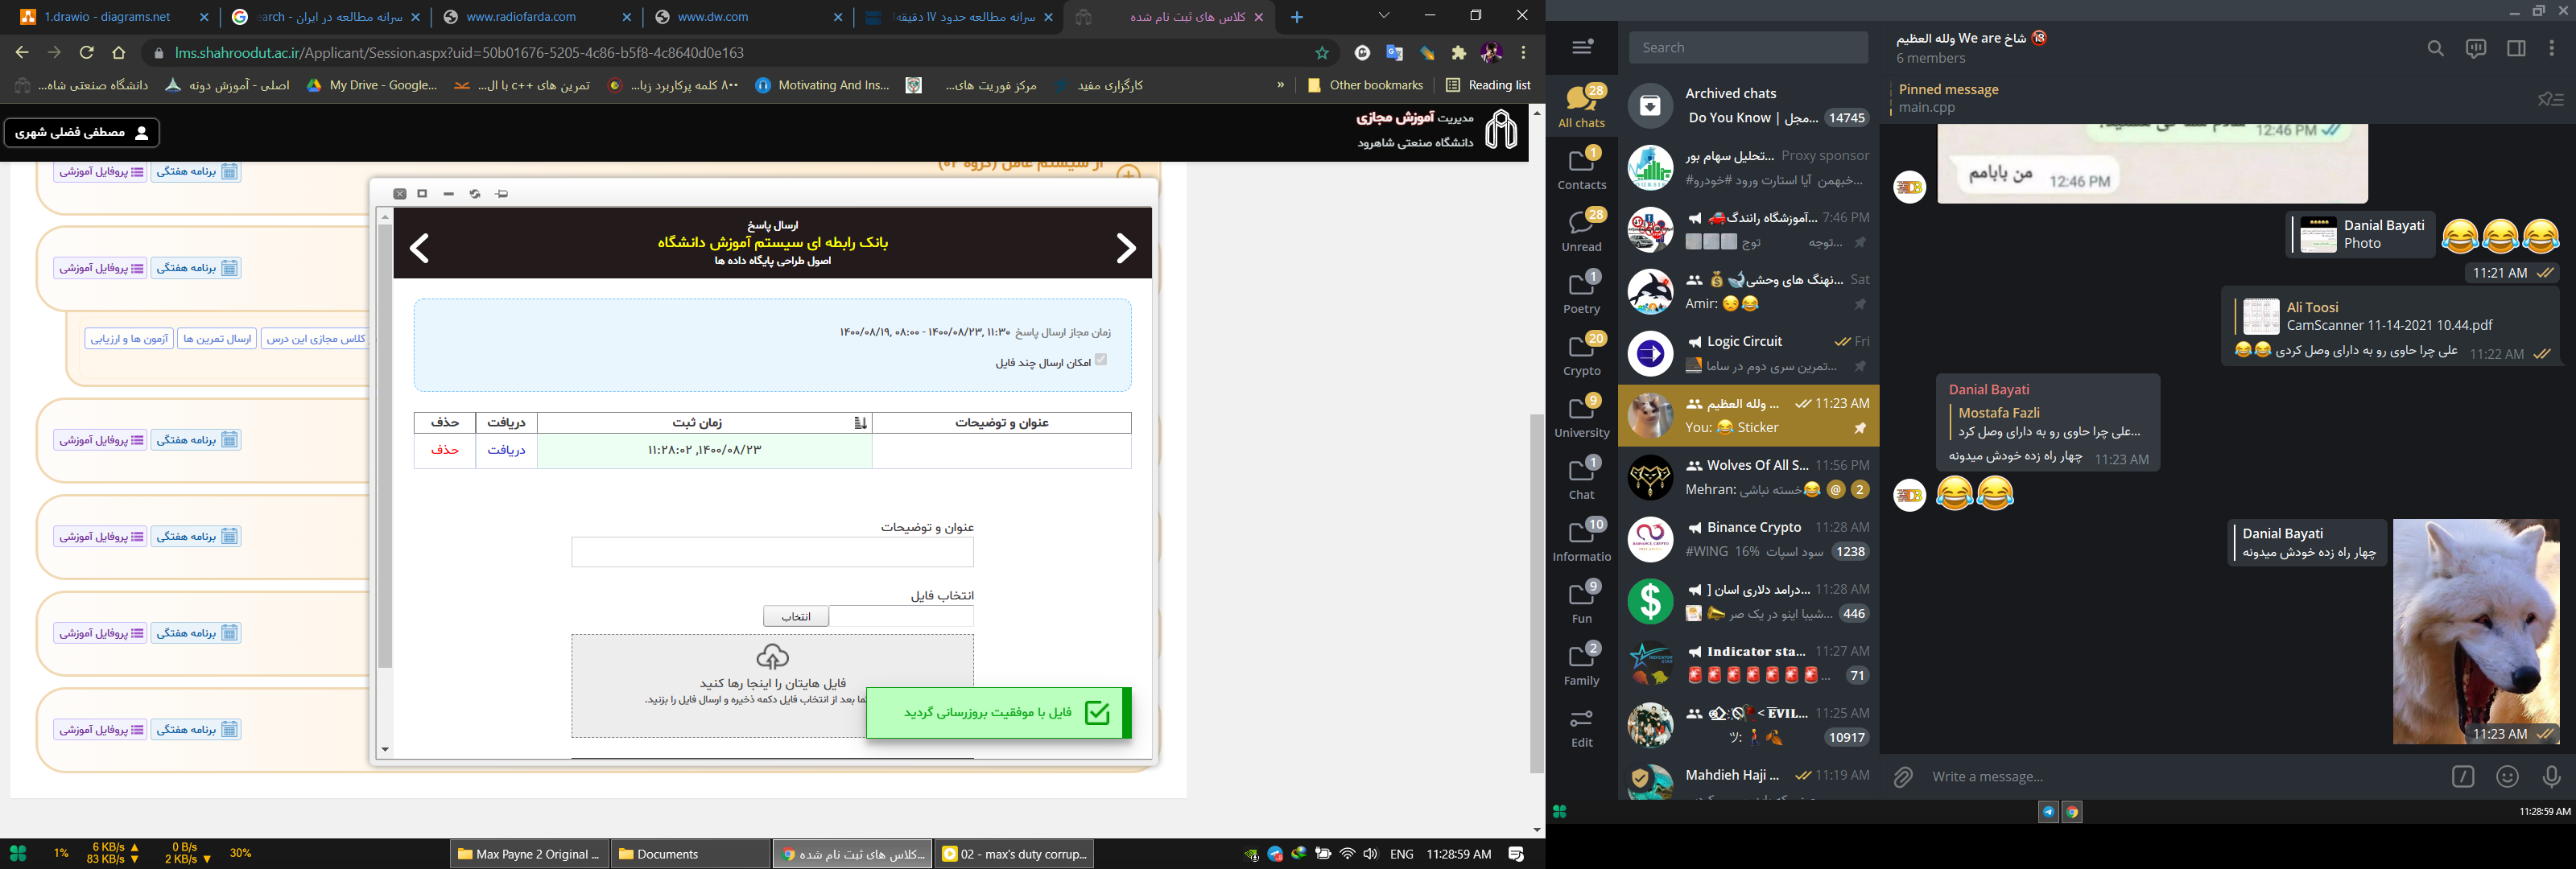 1.drawio - diagrams.net
سرانه مطالعه در ایران - earch
www.radiofarda.com
www.dw.com
سرانه مطالعه حدود ۱۷ دقیقه‌ا
کلاس های ثبت نام شده
lms.shahroodut.ac.ir/Applicant/Session.aspx?uid=50b01676-5205-4c86-b5f8-4c8640d0e163
دانشگاه صنعتی شاه...
اصلی - آموزش دونه
My Drive - Google...
تمرین های c++ با ال...
۸۰۰ کلمه پرکاربرد زبا...
Motivating And Ins...
مرکز فوریت های...
کارگزاری مفید
»
Other bookmarks
Reading list
مصطفی فضلی شهری
مدیریت آموزش مجازی
دانشگاه صنعتی شاهرود
پروفایل آموزشی
برنامه هفتگی
پروفایل آموزشی
برنامه هفتگی
آزمون ها و ارزیابی
ارسال تمرین ها
کلاس مجازی این درس
پروفایل آموزشی
برنامه هفتگی
پروفایل آموزشی
برنامه هفتگی
پروفایل آموزشی
برنامه هفتگی
پروفایل آموزشی
برنامه هفتگی
ارسال پاسخ
بانک رابطه ای سیستم آموزش دانشگاه
اصول طراحی پایگاه داده ها
زمان مجاز ارسال پاسخ ۱۴۰۰/۰۸/۱۹, ۰۸:۰۰ - ۱۴۰۰/۰۸/۲۳, ۱۱:۳۰
امکان ارسال چند فایل
عنوان و توضیحات
زمان ثبت
دریافت
حذف
۱۴۰۰/۰۸/۲۳, ۱۱:۲۸:۰۲
دریافت
حذف
عنوان و توضیحات
انتخاب فایل
انتخاب
فایل هایتان را اینجا رها کنید
ما بعد از انتخاب فایل دکمه ذخیره و ارسال فایل را بزنید.
فایل با موفقیت بروزرسانی گردید
1%
6 KB/s
83 KB/s
0 B/s
2 KB/s
30%
Max Payne 2 Original ...
Documents
کلاس های ثبت نام شده...
02 - max's duty corrup...
ENG
11:28:59 AM
28
All chats
1
Contacts
28
Unread
1
Poetry
20
Crypto
9
University
1
Chat
10
Informatio
9
Fun
2
Family
Edit
Search
Archived chats
Do You Know | مجل...
14745
تحلیل سهام بور...
Proxy sponsor
خبهمن آیا استارت ورود #خودرو#...
آموزشگاه رانندگ...
7:46 PM
توجه... توج
نهنگ های وحشی...
Sat
Amir: 😒😂
Logic Circuit
Fri
تمرین سری دوم در ساما...
ولله العظیم ...
11:23 AM
You: 😂 Sticker
Wolves Of All S...
11:56 PM
Mehran: خسته نباشی😂
@
2
Binance Crypto
11:28 AM
#WING 16% سود اسپات
1238
درامد دلاری اسان [...
11:28 AM
شیبا اینو در یک صر...
446
Indicator sta...
11:27 AM
71
< EVIL...
11:25 AM
ツ:
10917
Mahdieh Haji ...
11:19 AM
ولله العظیم We are شاخ 🔞
6 members
Pinned message
main.cpp
12:46 PM
من بابامم
12:46 PM
Danial Bayati
Photo
😂😂😂
11:21 AM
Ali Toosi
CamScanner 11-14-2021 10.44.pdf
علی چرا حاوی رو به دارای وصل کردی 😂😂
11:22 AM
Danial Bayati
Mostafa Fazli
علی چرا حاوی رو به دارای وصل کرد...
چهار راه زده خودش میدونه
11:23 AM
😂😂
Danial Bayati
چهار راه زده خودش میدونه
11:23 AM
Write a message...
11:28:59 AM